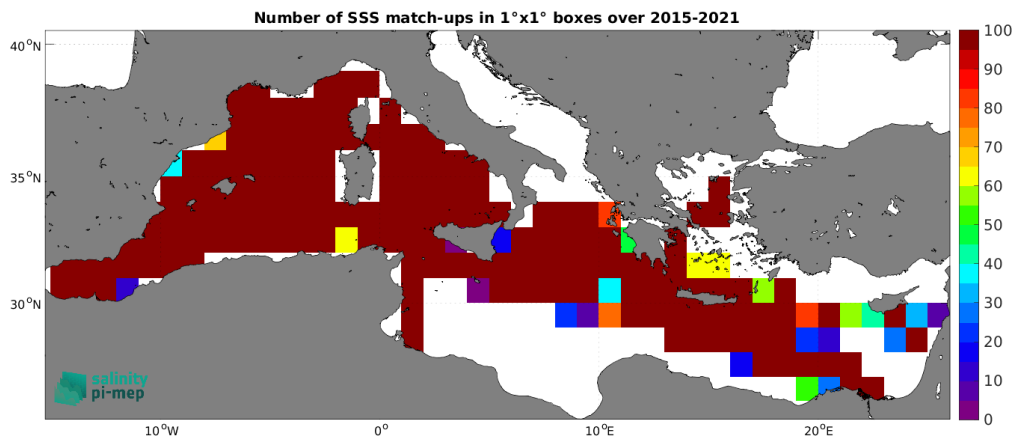 Number of SSS match-ups in 1°x1° boxes over 2015-2021
40°N
35°N
30°N
10°W
0°
10°E
20°E
100
90
80
70
60
50
40
30
20
10
0
salinity
pi-mep